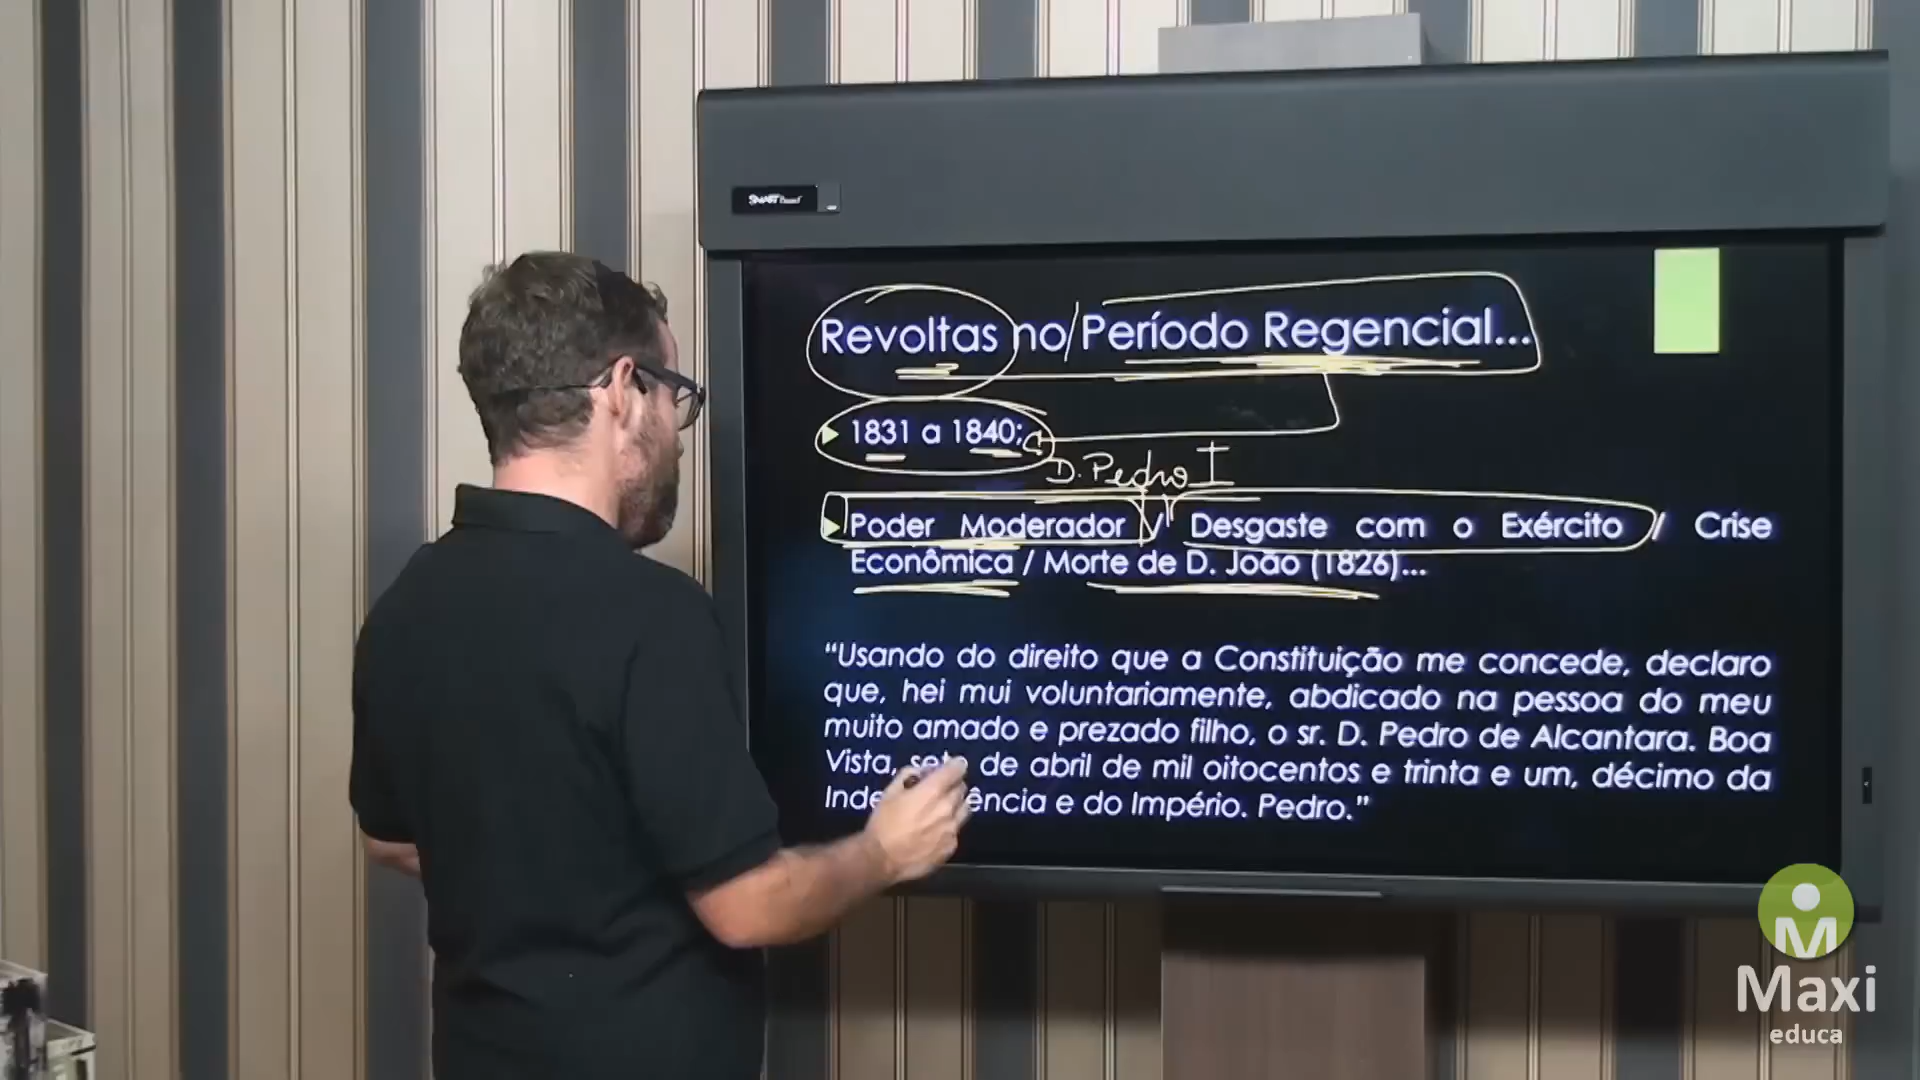 SMART Board
Revoltas no Período Regencial...
1831 a 1840;
D. Pedro I
Poder Moderador / Desgaste com o Exército / Crise
Econômica / Morte de D. João (1826)...
“Usando do direito que a Constituição me concede, declaro
que, hei mui voluntariamente, abdicado na pessoa do meu
muito amado e prezado filho, o sr. D. Pedro de Alcantara. Boa
Vista, sete de abril de mil oitocentos e trinta e um, décimo da
Inde ência e do Império. Pedro.”
Maxi
educa